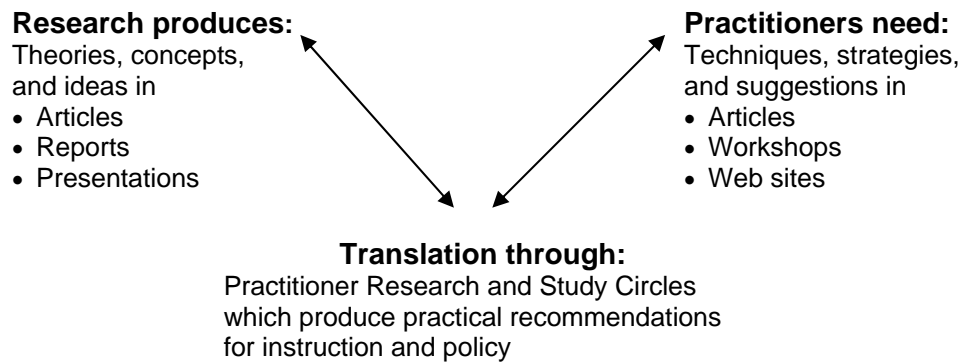 Research produces:
Theories, concepts,
and ideas in
• Articles
• Reports
• Presentations
Practitioners need:
Techniques, strategies,
and suggestions in
• Articles
• Workshops
• Web sites
Translation through:
Practitioner Research and Study Circles
which produce practical recommendations
for instruction and policy